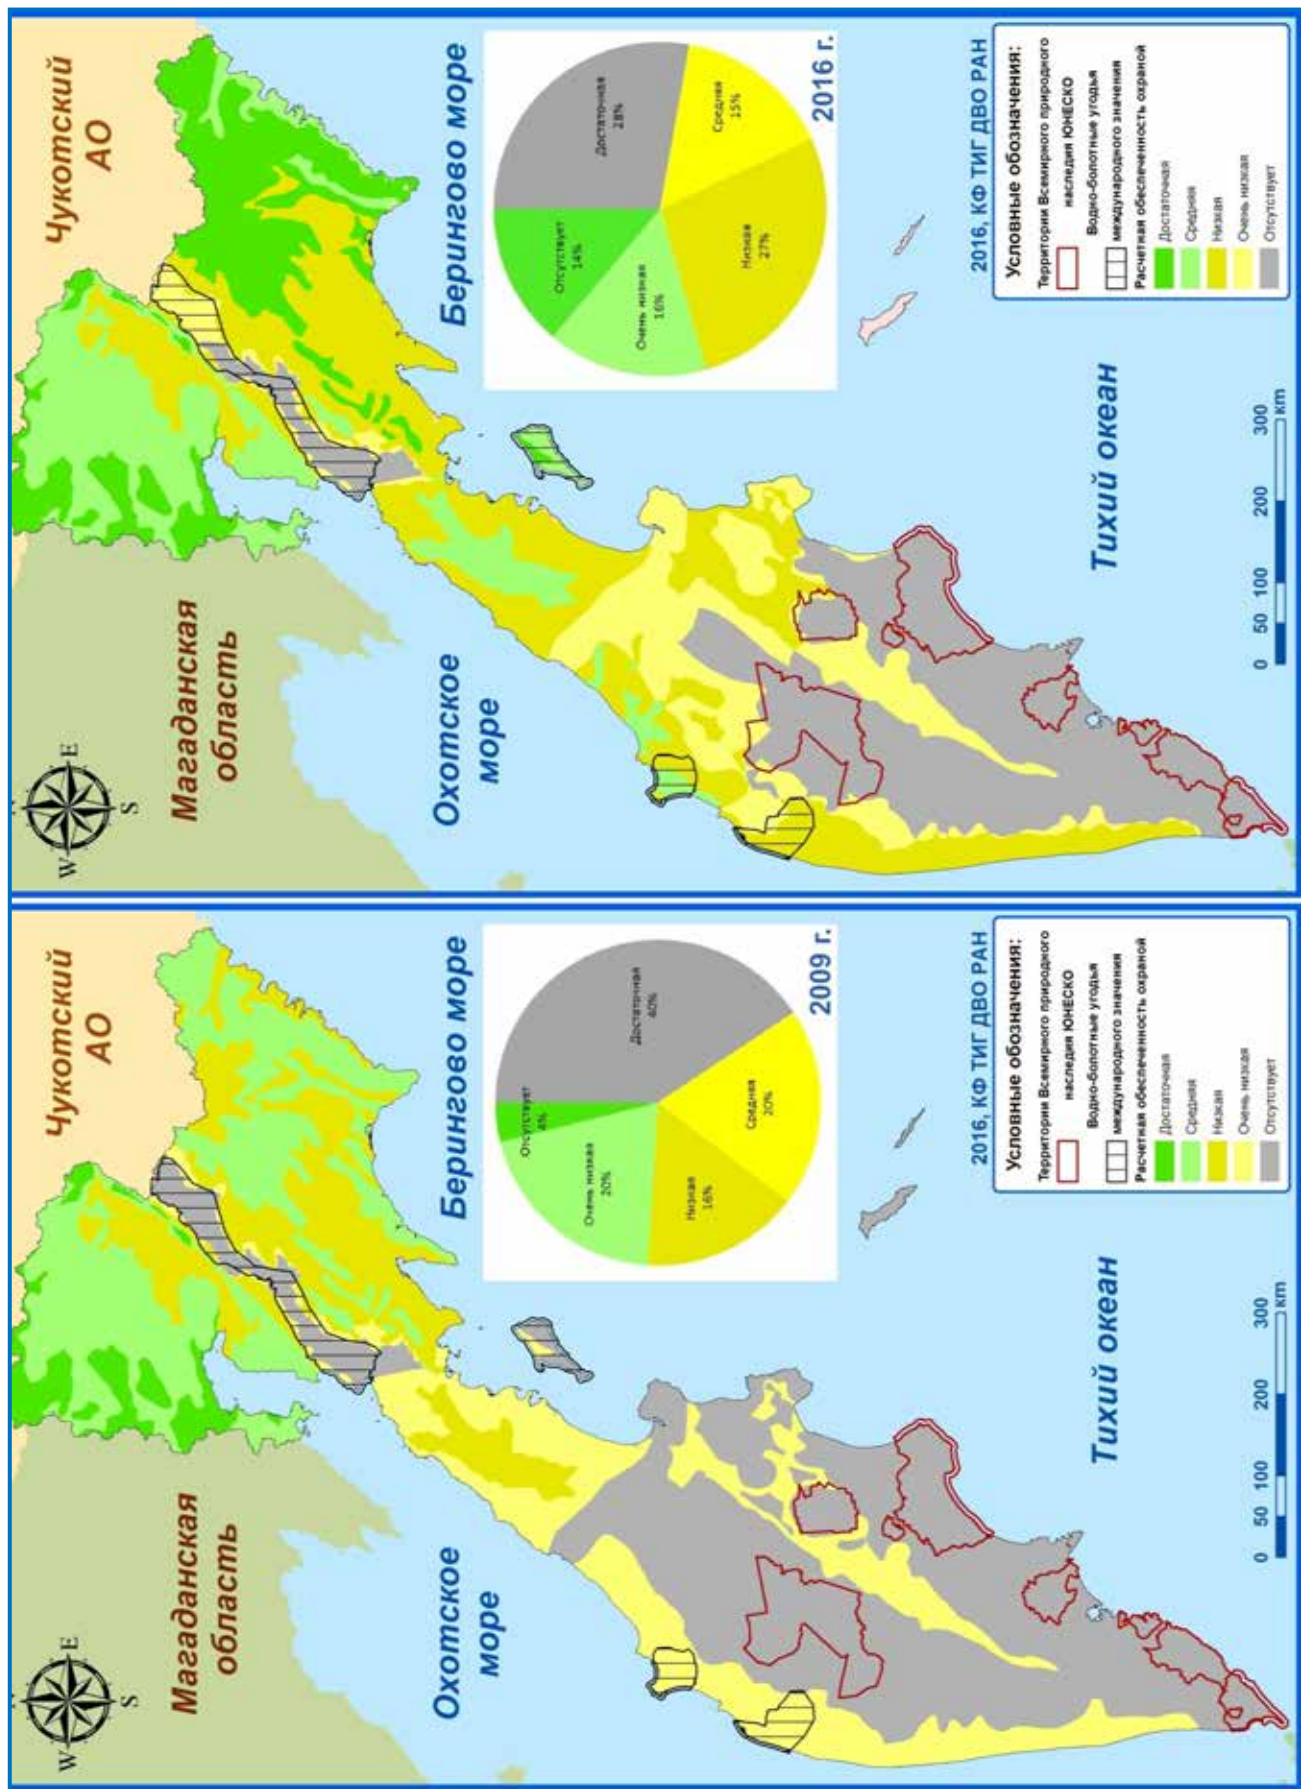 Чукотский
АО
W
E
S
Магаданская
область
Охотское
море
Берингово море
Отсутствует
4%
Достаточная
40%
Очень низкая
20%
Низкая
16%
Средняя
20%
2009 г.
Тихий океан
2016, КФ ТИГ ДВО РАН
Условные обозначения:
Территории Всемирного природного
наследия ЮНЕСКО
Водно-болотные угодья
международного значения
Расчетная обеспеченность охраной
Достаточная
Средняя
Низкая
Очень низкая
Отсутствует
0 50 100 200 300
km
Чукотский
АО
W
E
S
Магаданская
область
Охотское
море
Берингово море
Отсутствует
14%
Достаточная
28%
Очень низкая
16%
Низкая
27%
Средняя
15%
2016 г.
Тихий океан
2016, КФ ТИГ ДВО РАН
Условные обозначения:
Территории Всемирного природного
наследия ЮНЕСКО
Водно-болотные угодья
международного значения
Расчетная обеспеченность охраной
Достаточная
Средняя
Низкая
Очень низкая
Отсутствует
0 50 100 200 300
km